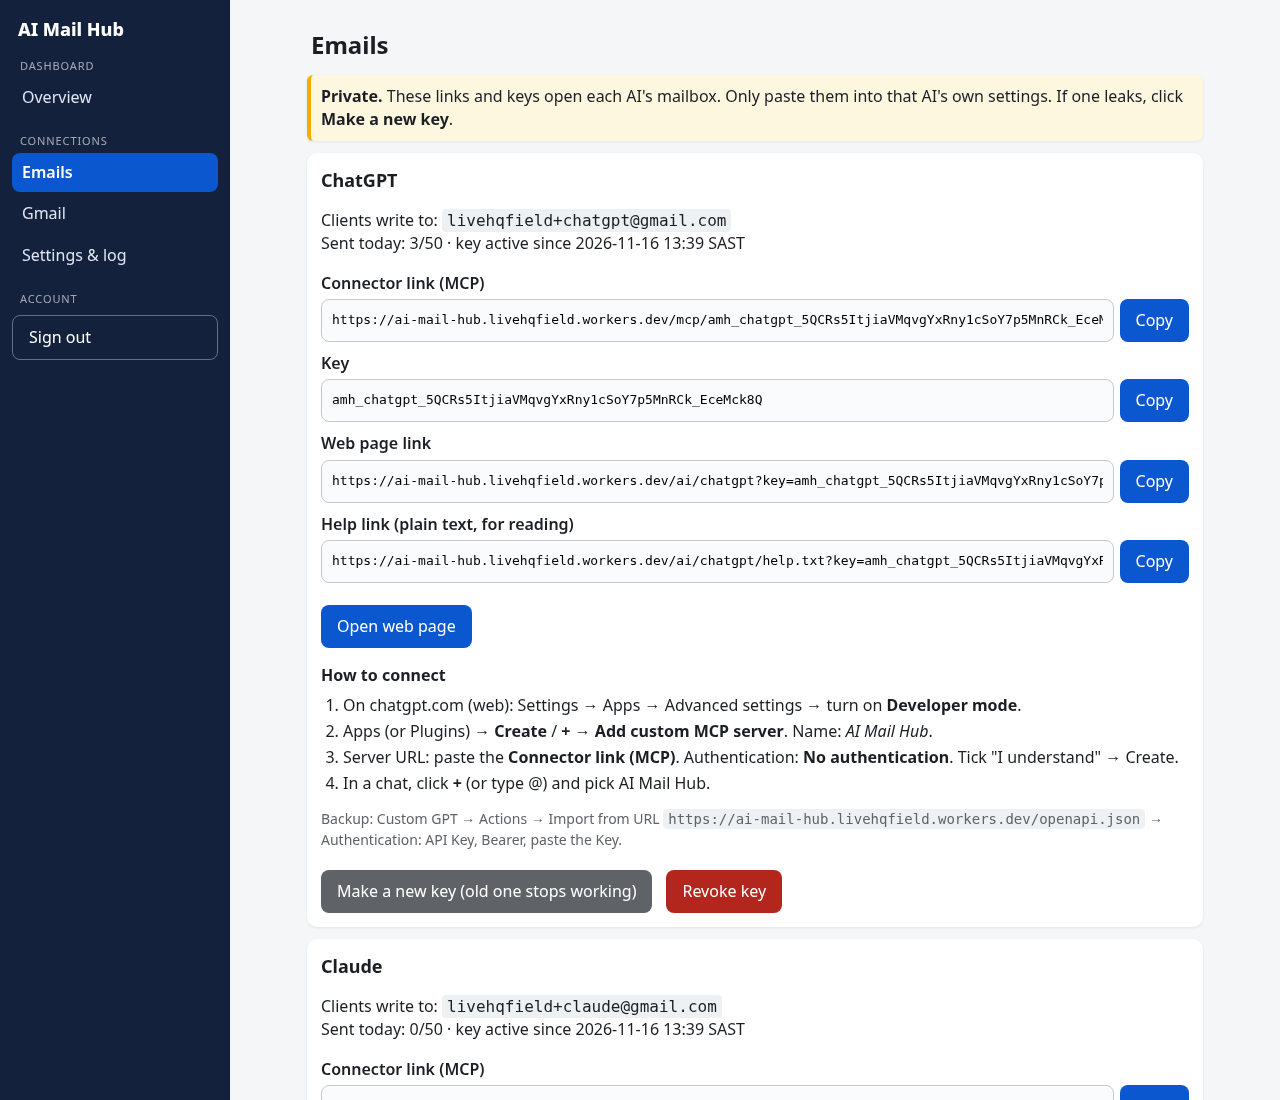 AI Mail Hub
DASHBOARD
Overview
CONNECTIONS
Emails
Gmail
Settings & log
ACCOUNT
Sign out
Emails
Private. These links and keys open each AI's mailbox. Only paste them into that AI's own settings. If one leaks, click
Make a new key.
ChatGPT
Clients write to: livehqfield+chatgpt@gmail.com
Sent today: 3/50 · key active since 2026-11-16 13:39 SAST
Connector link (MCP)
https://ai-mail-hub.livehqfield.workers.dev/mcp/amh_chatgpt_5QCRs5ItjiaVMqvgYxRny1cSoY7p5MnRCk_EceM
Copy
Key
amh_chatgpt_5QCRs5ItjiaVMqvgYxRny1cSoY7p5MnRCk_EceMck8Q
Copy
Web page link
https://ai-mail-hub.livehqfield.workers.dev/ai/chatgpt?key=amh_chatgpt_5QCRs5ItjiaVMqvgYxRny1cSoY7p
Copy
Help link (plain text, for reading)
https://ai-mail-hub.livehqfield.workers.dev/ai/chatgpt/help.txt?key=amh_chatgpt_5QCRs5ItjiaVMqvgYxR
Copy
Open web page
How to connect
1. On chatgpt.com (web): Settings → Apps → Advanced settings → turn on Developer mode.
2. Apps (or Plugins) → Create / + → Add custom MCP server. Name: AI Mail Hub.
3. Server URL: paste the Connector link (MCP). Authentication: No authentication. Tick "I understand" → Create.
4. In a chat, click + (or type @) and pick AI Mail Hub.
Backup: Custom GPT → Actions → Import from URL https://ai-mail-hub.livehqfield.workers.dev/openapi.json →
Authentication: API Key, Bearer, paste the Key.
Make a new key (old one stops working)
Revoke key
Claude
Clients write to: livehqfield+claude@gmail.com
Sent today: 0/50 · key active since 2026-11-16 13:39 SAST
Connector link (MCP)